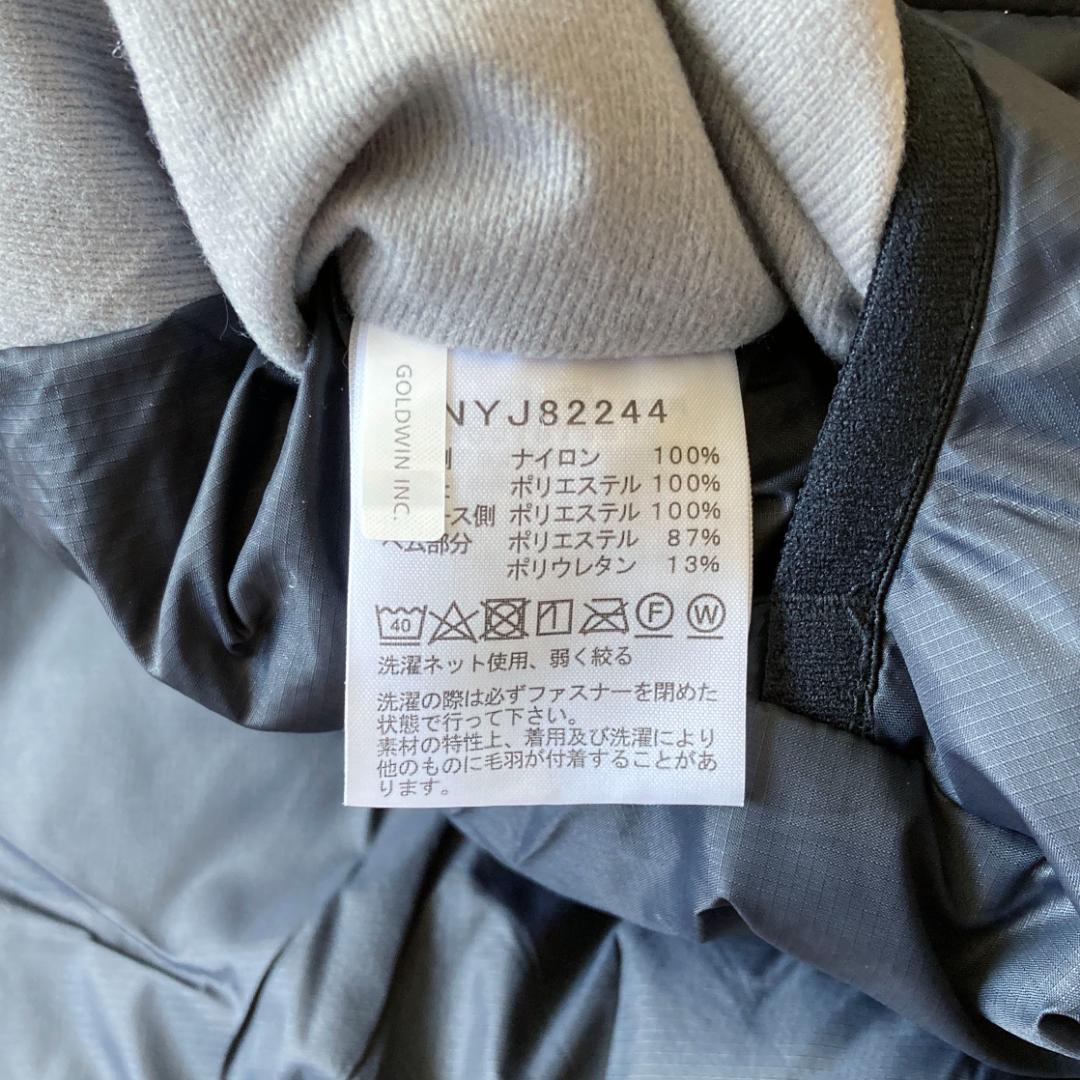 GOLDWIN INC.
NYJ82244
ナイロン 100%
ポリエステル 100%
ース側 ポリエステル 100%
ヘム部分 ポリエステル 87%
ポリウレタン 13%
40 F W
洗濯ネット使用、弱く絞る
洗濯の際は必ずファスナーを閉めた
状態で行って下さい。
素材の特性上、着用及び洗濯により
他のものに毛羽が付着することがあ
ります。